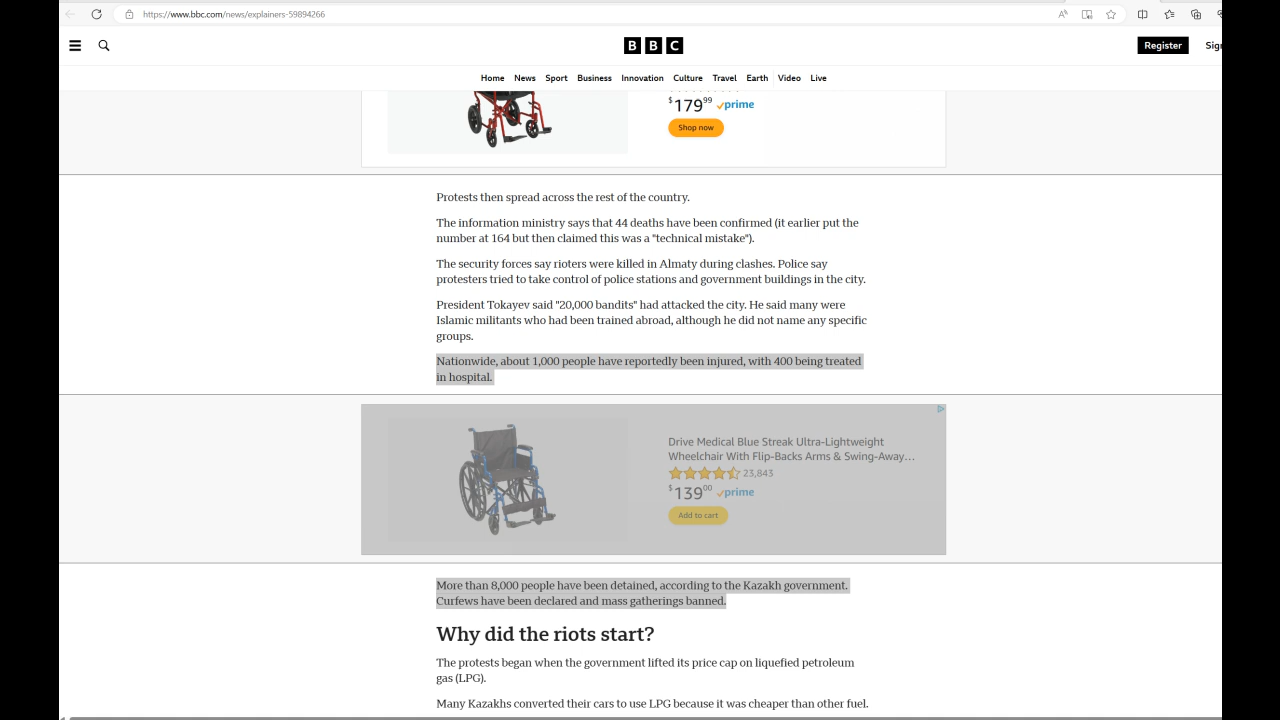 https://www.bbc.com/news/explainers-59894266
BBC
Register
Sig
Home News Sport Business Innovation Culture Travel Earth Video Live
$179.99 prime
Shop now
Protests then spread across the rest of the country.
The information ministry says that 44 deaths have been confirmed (it earlier put the
number at 164 but then claimed this was a "technical mistake").
The security forces say rioters were killed in Almaty during clashes. Police say
protesters tried to take control of police stations and government buildings in the city.
President Tokayev said "20,000 bandits" had attacked the city. He said many were
Islamic militants who had been trained abroad, although he did not name any specific
groups.
Nationwide, about 1,000 people have reportedly been injured, with 400 being treated
in hospital.
Drive Medical Blue Streak Ultra-Lightweight
Wheelchair With Flip-Backs Arms & Swing-Away...
23,843
$139.00 prime
Add to cart
More than 8,000 people have been detained, according to the Kazakh government.
Curfews have been declared and mass gatherings banned.
Why did the riots start?
The protests began when the government lifted its price cap on liquefied petroleum
gas (LPG).
Many Kazakhs converted their cars to use LPG because it was cheaper than other fuel.